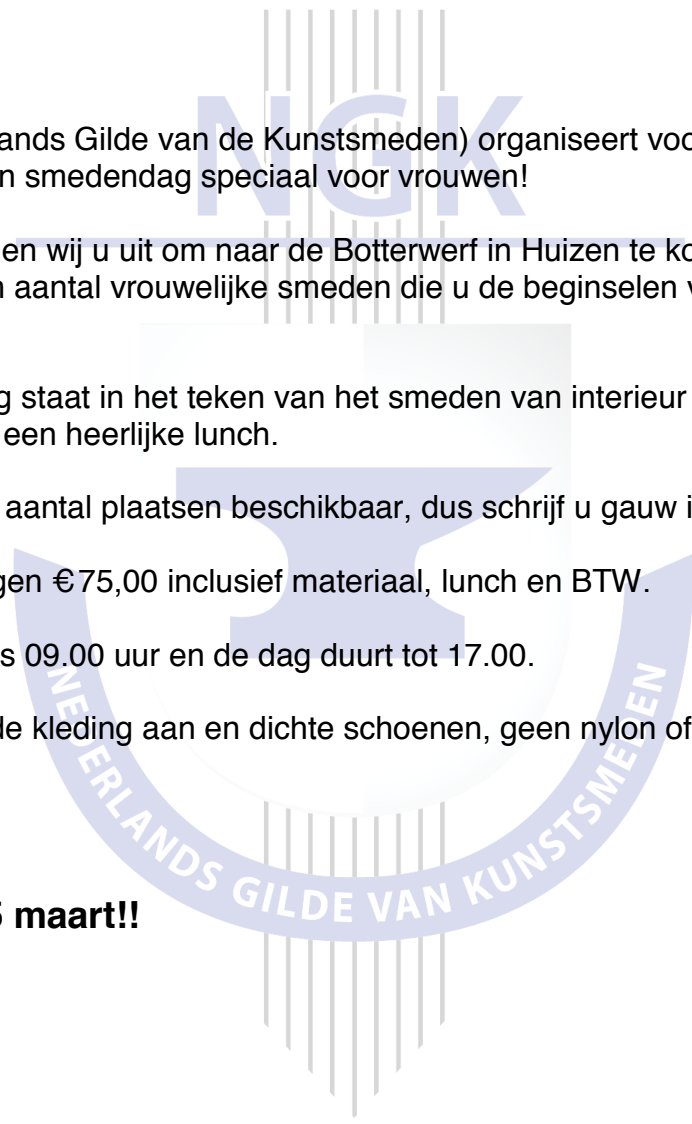 NGK
ands Gilde van de Kunstsmeden) organiseert voo
n smedendag speciaal voor vrouwen!
en wij u uit om naar de Botterwerf in Huizen te ko
n aantal vrouwelijke smeden die u de beginselen v
g staat in het teken van het smeden van interieur
een heerlijke lunch.
aantal plaatsen beschikbaar, dus schrijf u gauw i
gen €75,00 inclusief materiaal, lunch en BTW.
s 09.00 uur en de dag duurt tot 17.00.
de kleding aan en dichte schoenen, geen nylon of
maart!!
NEDERLANDS GILDE VAN KUNSTSMEDEN